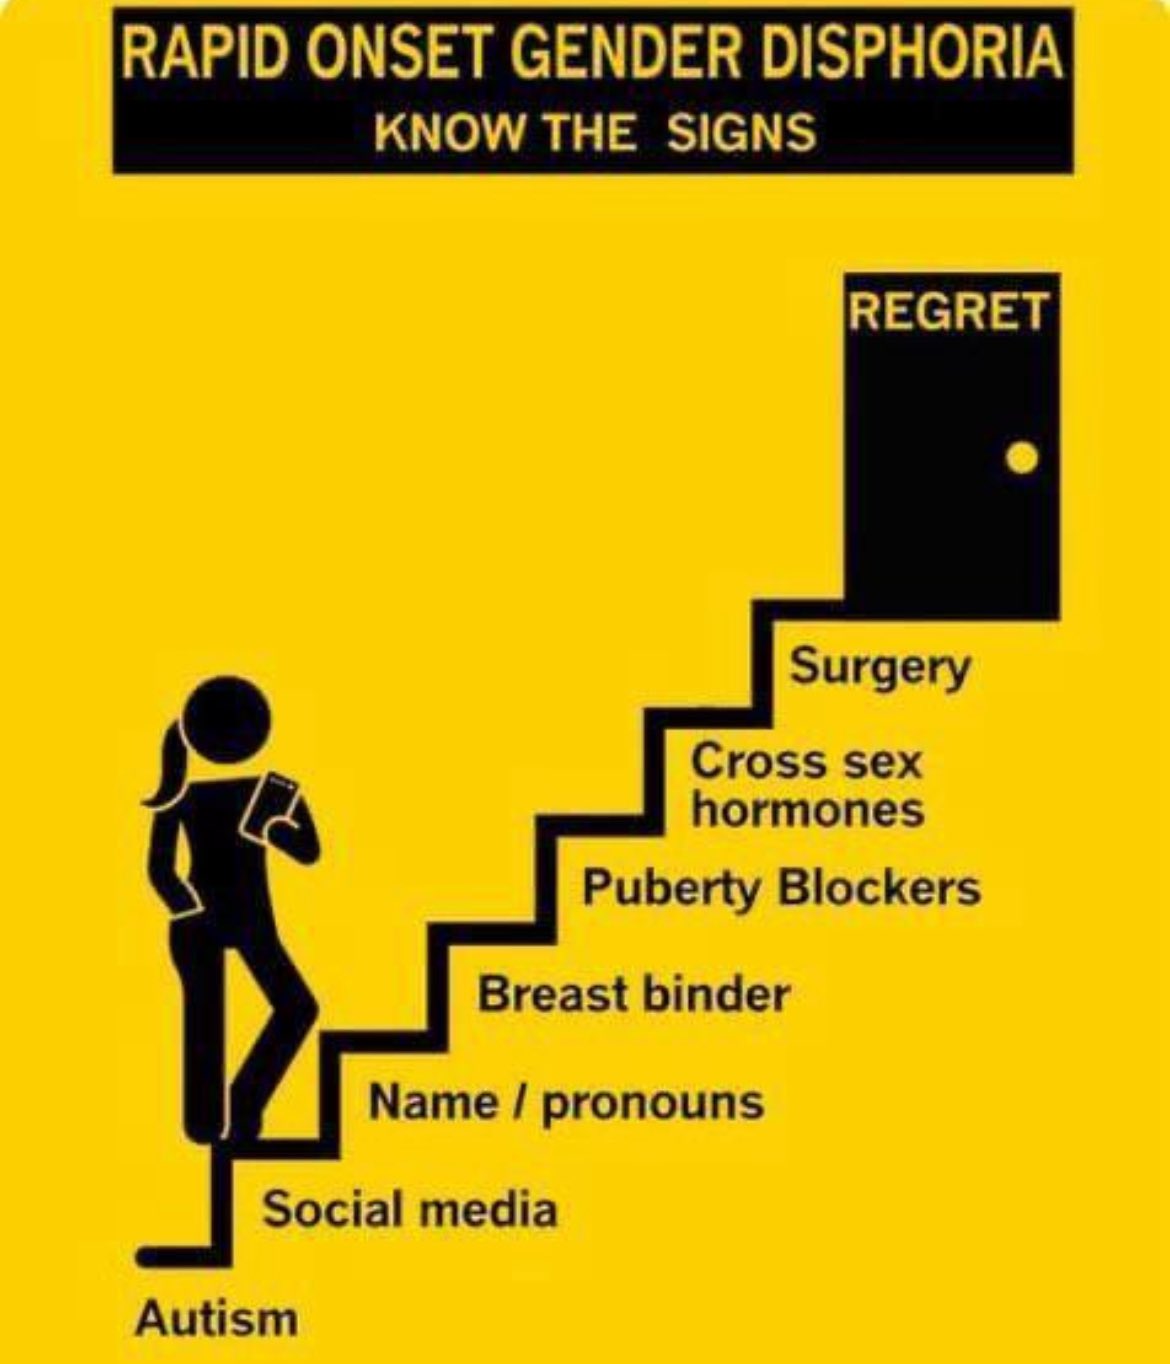 RAPID ONSET GENDER DISPHORIA
KNOW THE SIGNS
REGRET
Surgery
Cross sex
hormones
Puberty Blockers
Breast binder
Name / pronouns
Social media
Autism